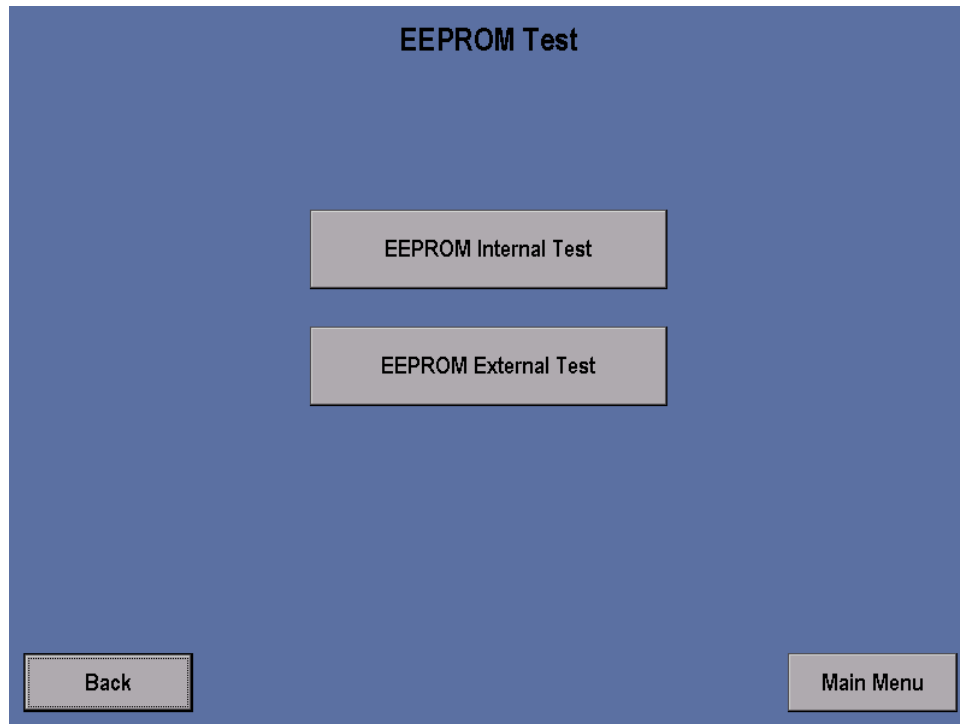 EEPROM Test
EEPROM Internal Test
EEPROM External Test
Back
Main Menu